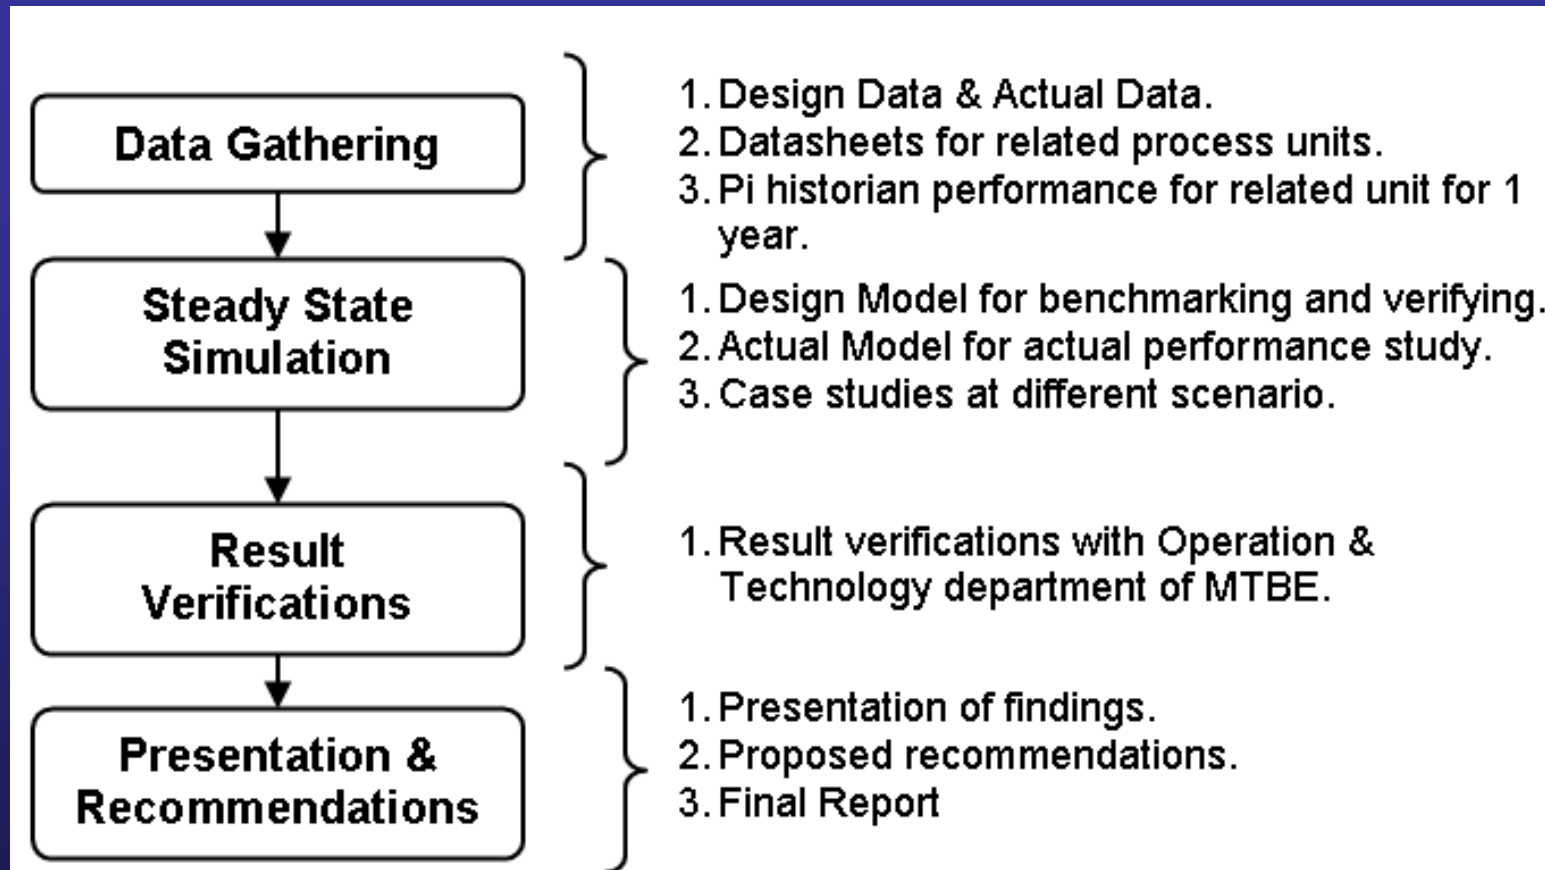 Data Gathering
1. Design Data & Actual Data.
2. Datasheets for related process units.
3. Pi historian performance for related unit for 1
year.
Steady State
Simulation
1. Design Model for benchmarking and verifying.
2. Actual Model for actual performance study.
3. Case studies at different scenario.
Result
Verifications
1. Result verifications with Operation &
Technology department of MTBE.
Presentation &
Recommendations
1. Presentation of findings.
2. Proposed recommendations.
3. Final Report